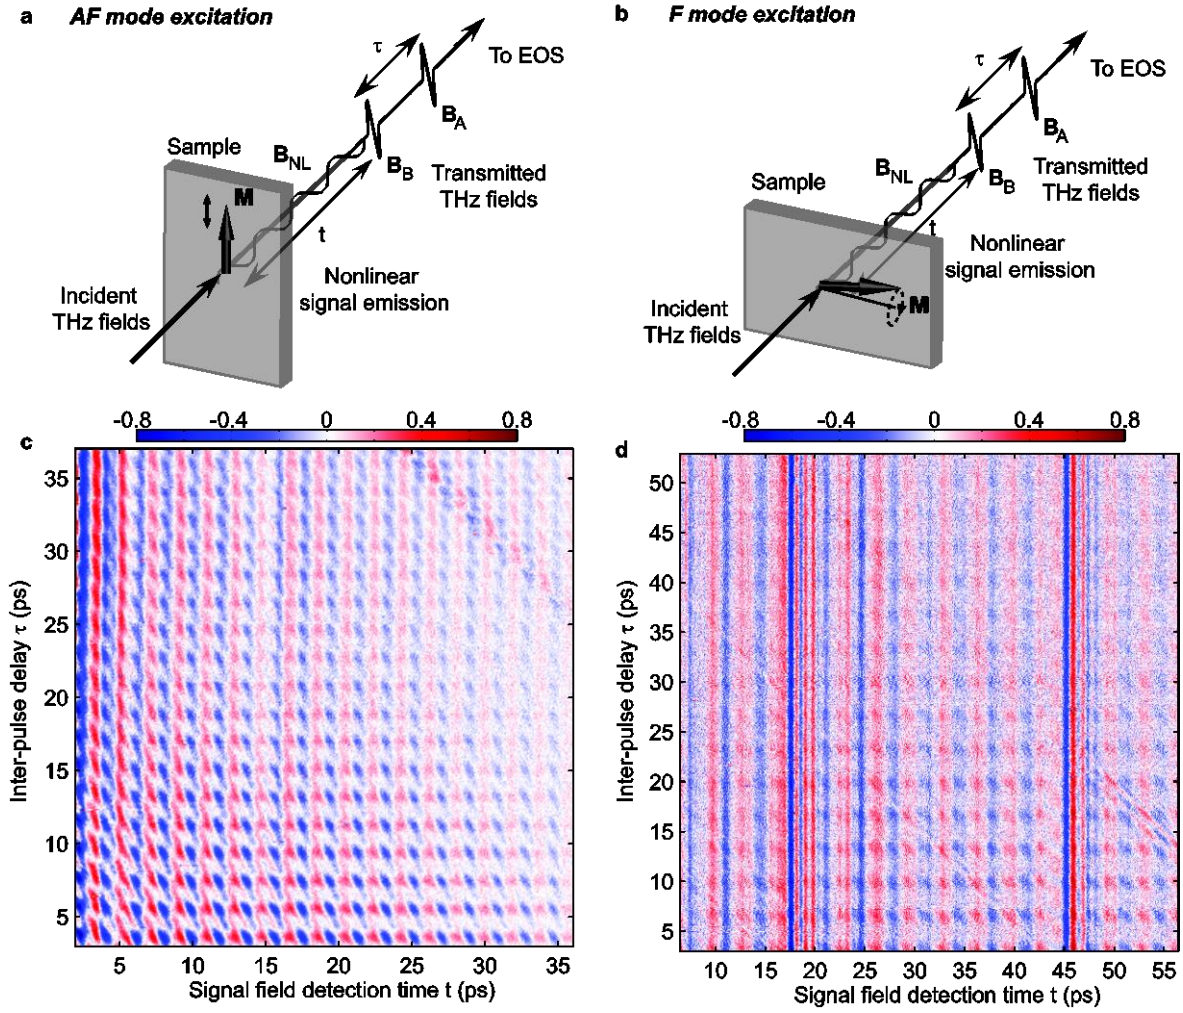 a AF mode excitation
τ
To EOS
B_A
Sample
B_NL
B_B
M
Transmitted
THz fields
t
Nonlinear
signal emission
Incident
THz fields
b F mode excitation
τ
To EOS
B_A
B_NL
B_B
Transmitted
THz fields
Sample
t
Nonlinear
signal emission
M
Incident
THz fields
c
-0.8 -0.4 0 0.4 0.8
Inter-pulse delay τ (ps)
35
30
25
20
15
10
5
5 10 15 20 25 30 35
Signal field detection time t (ps)
d
-0.8 -0.4 0 0.4 0.8
Inter-pulse delay τ (ps)
50
45
40
35
30
25
20
15
10
5
10 15 20 25 30 35 40 45 50 55
Signal field detection time t (ps)